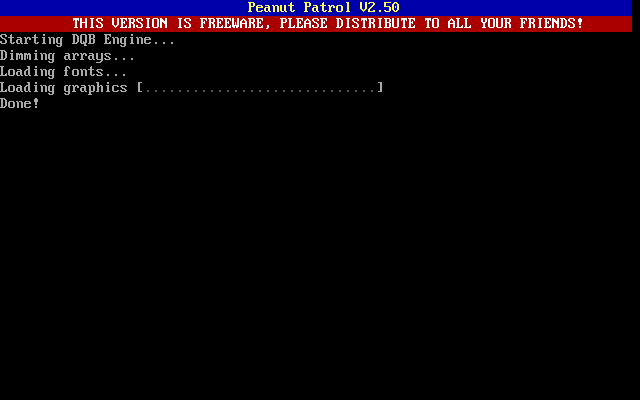 Peanut Patrol V2.50
THIS VERSION IS FREEWARE, PLEASE DISTRIBUTE TO ALL YOUR FRIENDS!
Starting DQB Engine...
Dimming arrays...
Loading fonts...
Loading graphics [.............................]
Done!